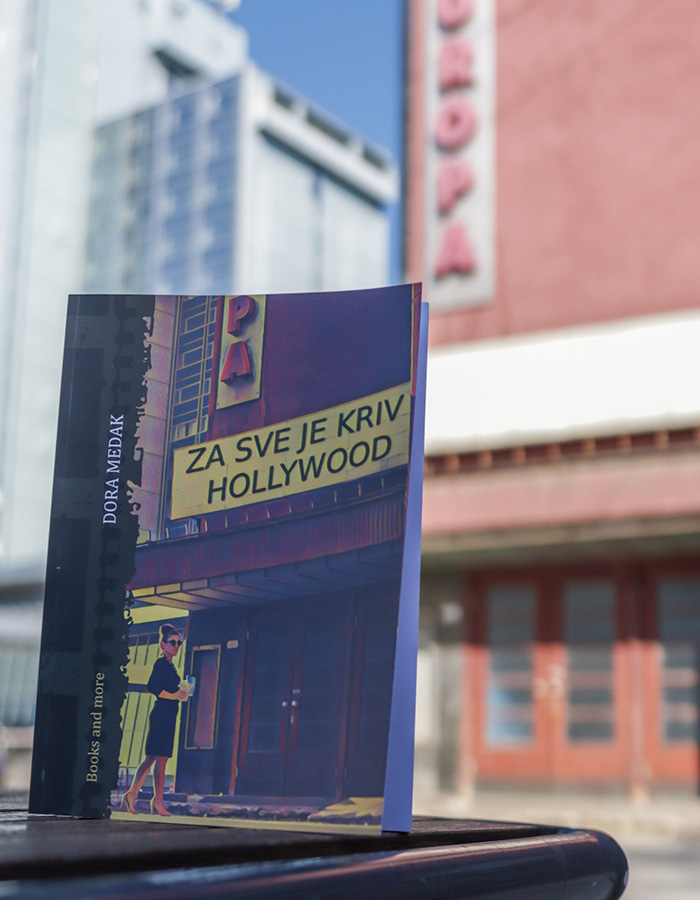 ROPA
PA
ZA SVE JE KRIV
HOLLYWOOD
DORA MEDAK
Books and more